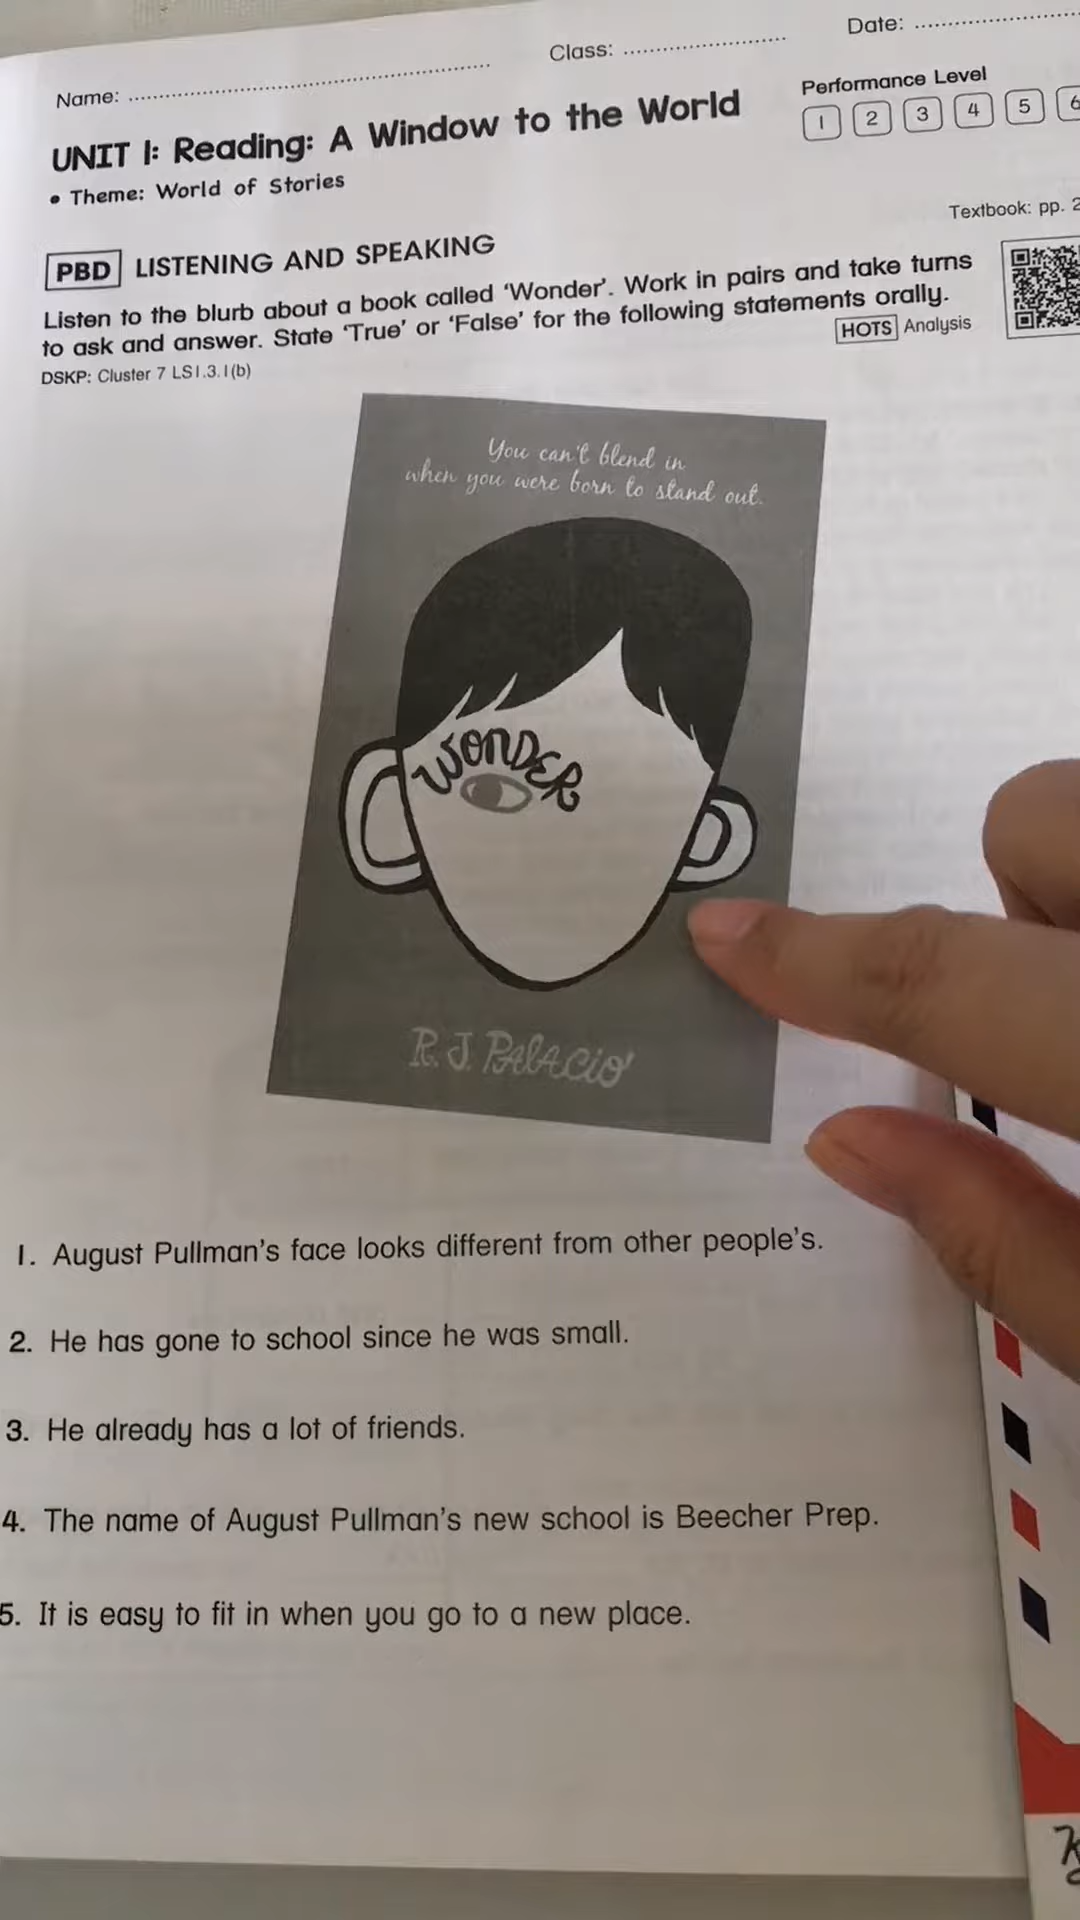 Name: ........................................ Class: .................... Date: ....................
Performance Level
1 2 3 4 5 6
UNIT 1: Reading: A Window to the World
• Theme: World of Stories
Textbook: pp. 2
PBD LISTENING AND SPEAKING
Listen to the blurb about a book called ‘Wonder’. Work in pairs and take turns
to ask and answer. State ‘True’ or ‘False’ for the following statements orally.
HOTS Analysis
DSKP: Cluster 7 LS1.3.1(b)
You can't blend in
when you were born to stand out.
WONDER
R. J. PALACIO
1. August Pullman’s face looks different from other people’s.
2. He has gone to school since he was small.
3. He already has a lot of friends.
4. The name of August Pullman’s new school is Beecher Prep.
5. It is easy to fit in when you go to a new place.